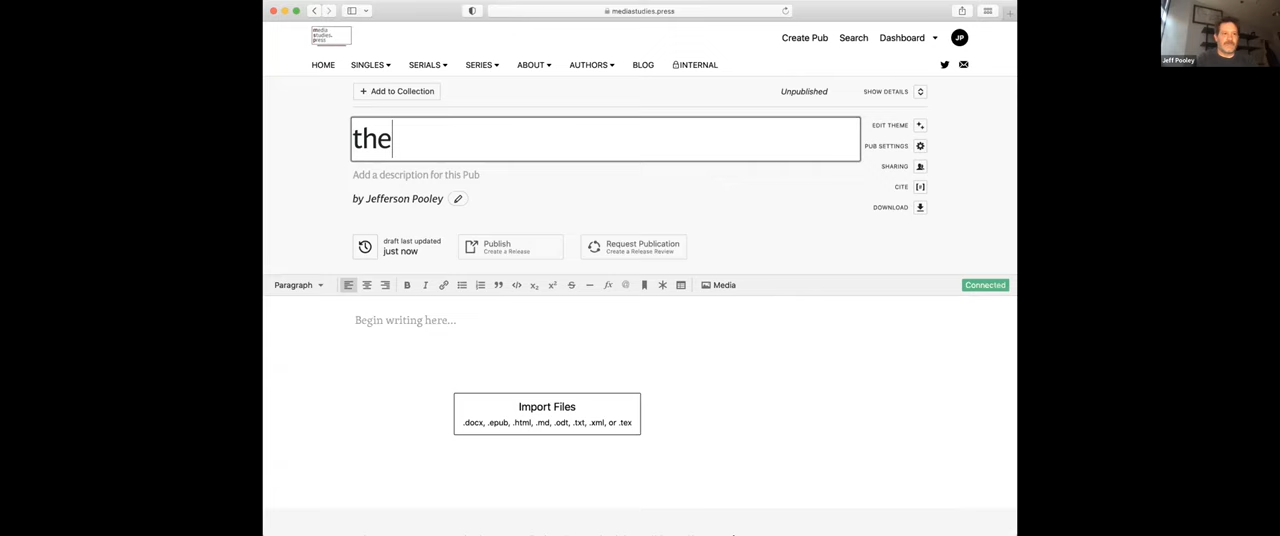 mediastudies.press
media
studies.
press
Create Pub Search Dashboard JP
HOME SINGLES SERIALS SERIES ABOUT AUTHORS BLOG INTERNAL
+ Add to Collection Unpublished SHOW DETAILS
the
EDIT THEME
PUB SETTINGS
SHARING
CITE
DOWNLOAD
Add a description for this Pub
by Jefferson Pooley
draft last updated
just now
Publish
Create a Release
Request Publication
Create a Release Review
Paragraph B I Media Connected
Begin writing here...
Import Files
.docx, .epub, .html, .md, .odt, .txt, .xml, or .tex
Jeff Pooley